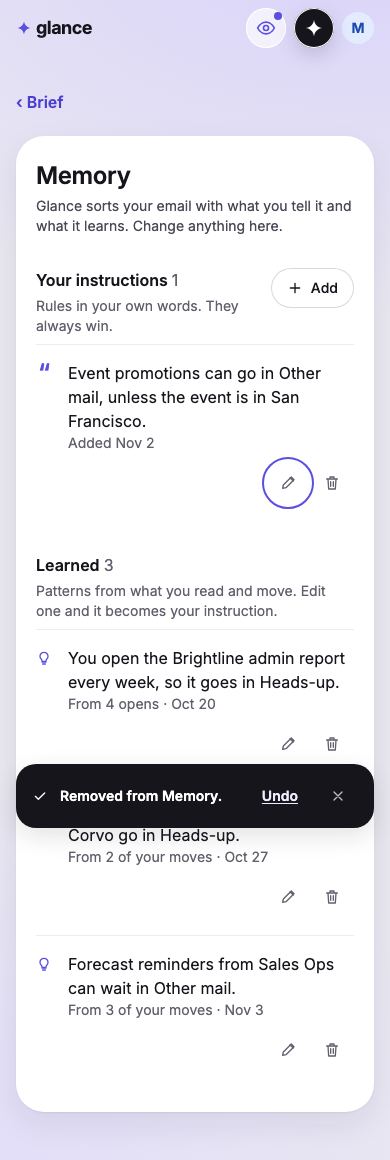 glance
M
‹ Brief
Memory
Glance sorts your email with what you tell it and
what it learns. Change anything here.
Your instructions 1
Add
Rules in your own words. They
always win.
Event promotions can go in Other
mail, unless the event is in San
Francisco.
Added Nov 2
Learned 3
Patterns from what you read and move. Edit
one and it becomes your instruction.
You open the Brightline admin report
every week, so it goes in Heads-up.
From 4 opens · Oct 20
Removed from Memory.
Undo
Corvo go in Heads-up.
From 2 of your moves · Oct 27
Forecast reminders from Sales Ops
can wait in Other mail.
From 3 of your moves · Nov 3